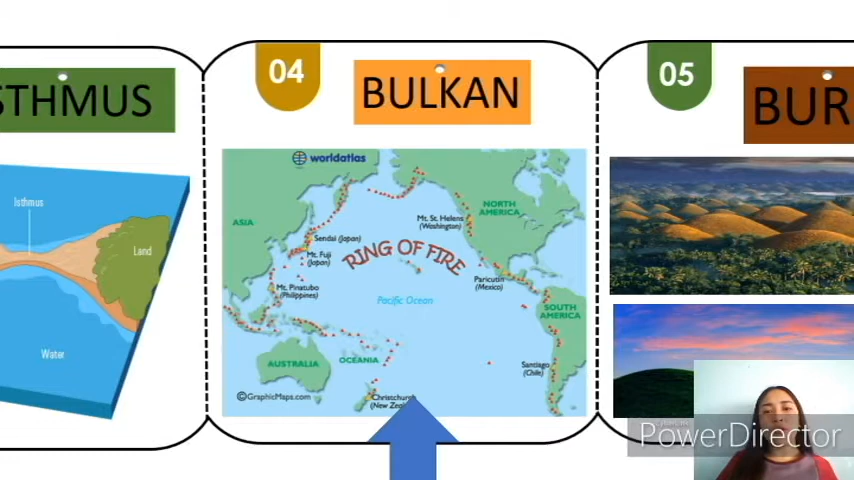 STHMUS
Isthmus
Land
Water
04
BULKAN
worldatlas
ASIA
NORTH
AMERICA
Mt. St. Helens
(Washington)
Sendai (Japan)
Mt. Fuji
(Japan)
RING OF FIRE
Paricutin
(Mexico)
Mt. Pinatubo
(Philippines)
Pacific Ocean
SOUTH
AMERICA
AUSTRALIA
OCEANIA
Santiago
(Chile)
©GraphicMaps.com
Christchurch
(New Zeal
05
BUR
PowerDirector